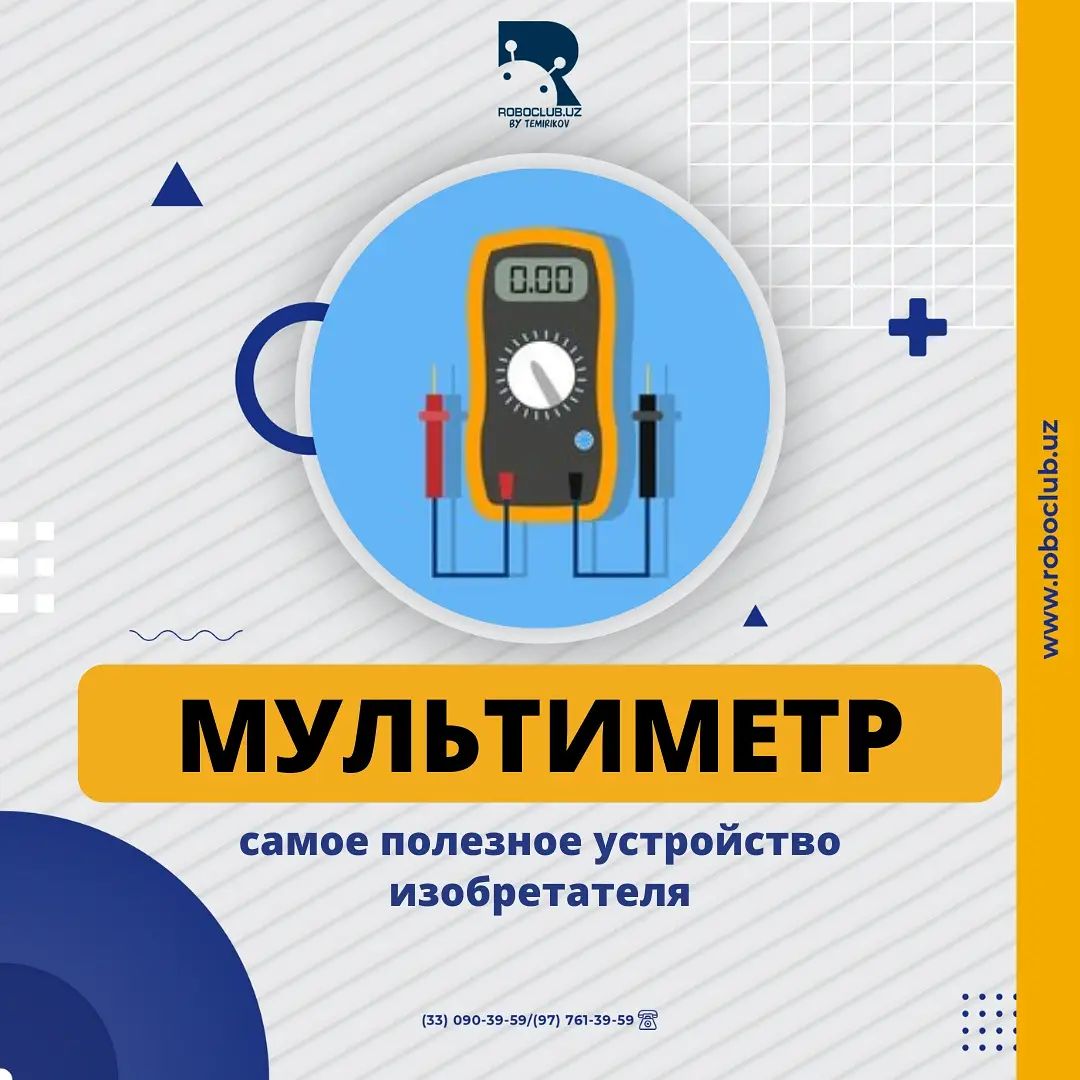 ROBOCLUB.UZ
BY TEMIRIKOV
0.00
www.roboclub.uz
МУЛЬТИМЕТР
самое полезное устройство
изобретателя
(33) 090-39-59/(97) 761-39-59